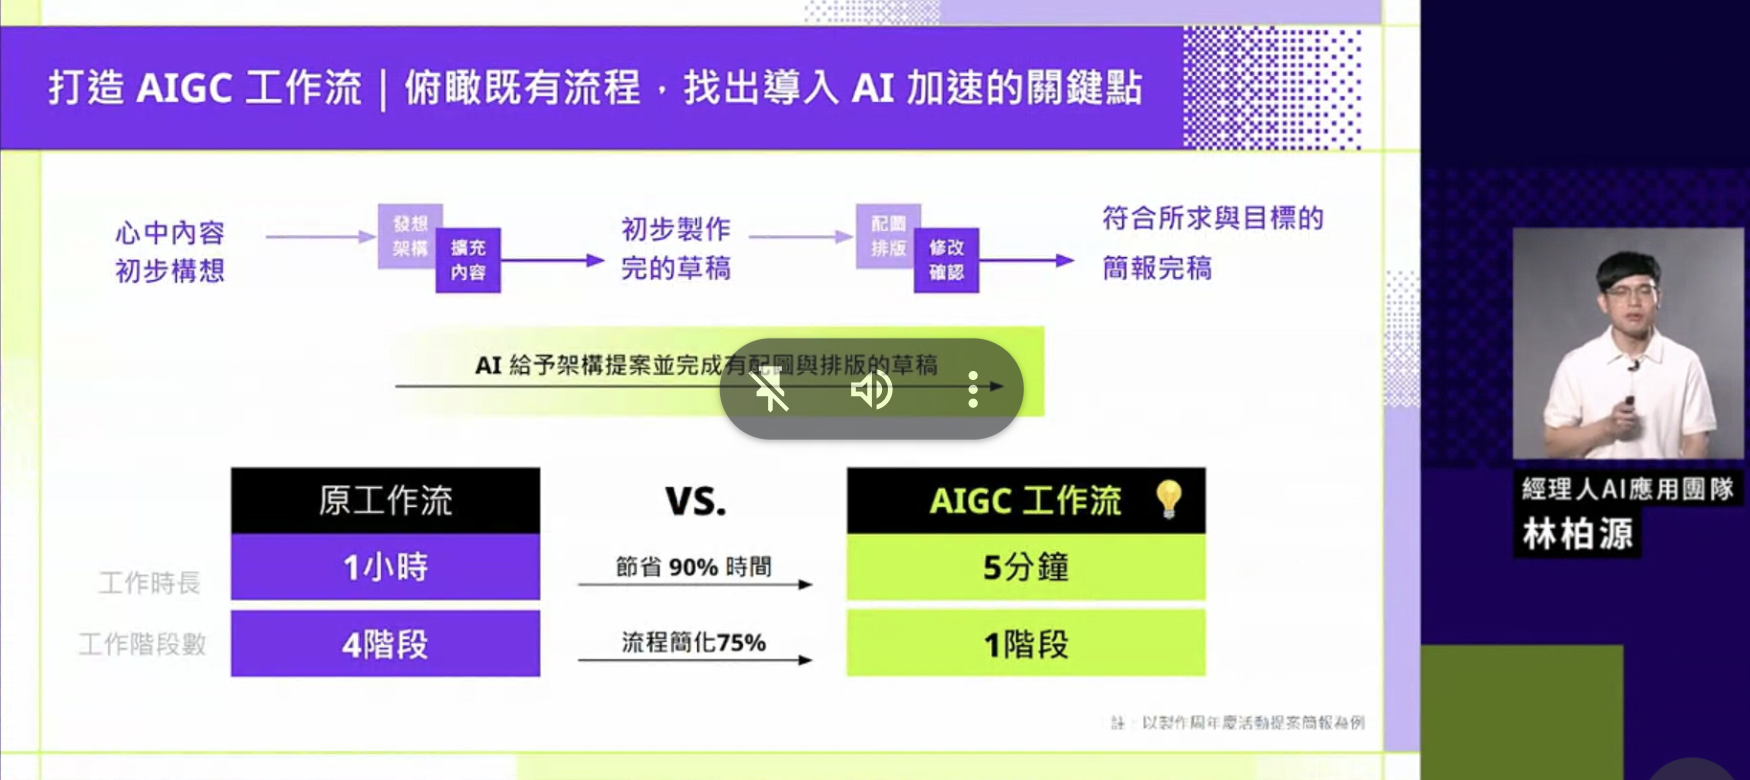 打造 AIGC 工作流｜俯瞰既有流程，找出導入 AI 加速的關鍵點
心中內容
初步構想
發想
架構
擴充
內容
初步製作
完的草稿
配圖
排版
修改
確認
符合所求與目標的
簡報完稿
AI 給予架構提案並完成有配圖與排版的草稿
原工作流
VS.
AIGC 工作流
工作時長
1小時
節省 90% 時間
5分鐘
工作階段數
4階段
流程簡化75%
1階段
註：以製作周年慶活動提案簡報為例
經理人AI應用團隊
林柏源